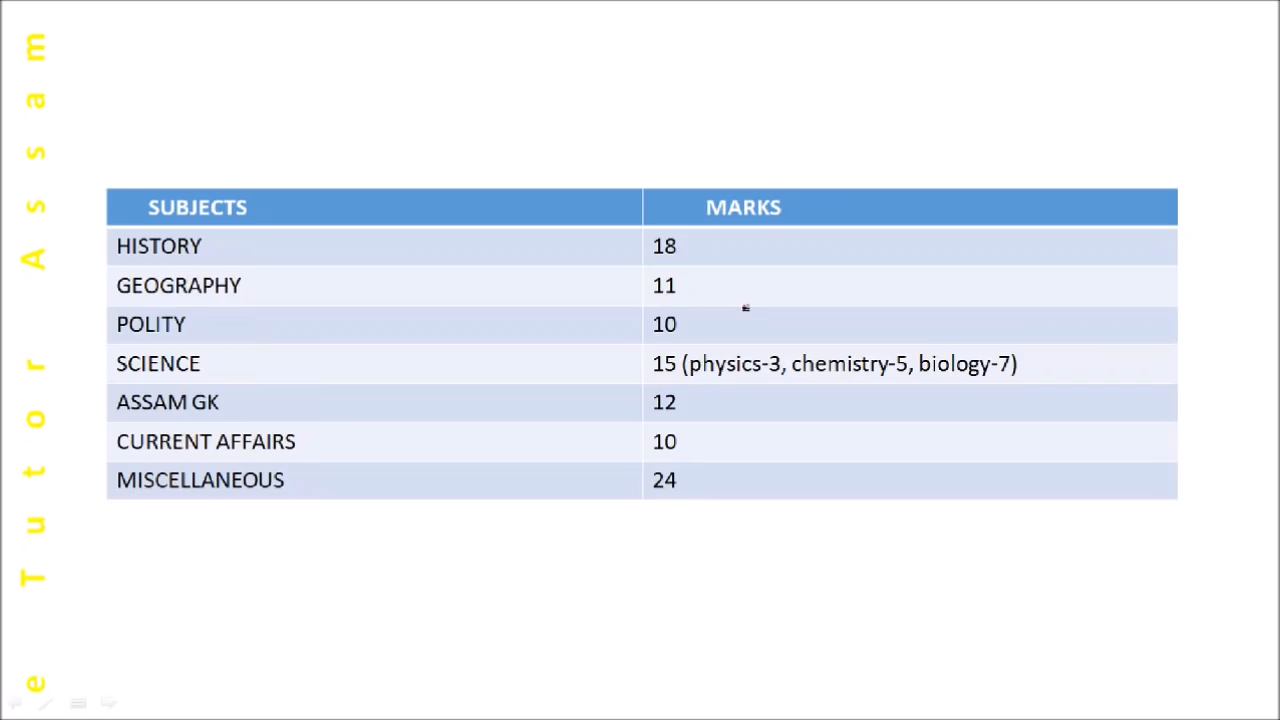 e Tutor Assam
SUBJECTS MARKS
HISTORY 18
GEOGRAPHY 11
POLITY 10
SCIENCE 15 (physics-3, chemistry-5, biology-7)
ASSAM GK 12
CURRENT AFFAIRS 10
MISCELLANEOUS 24